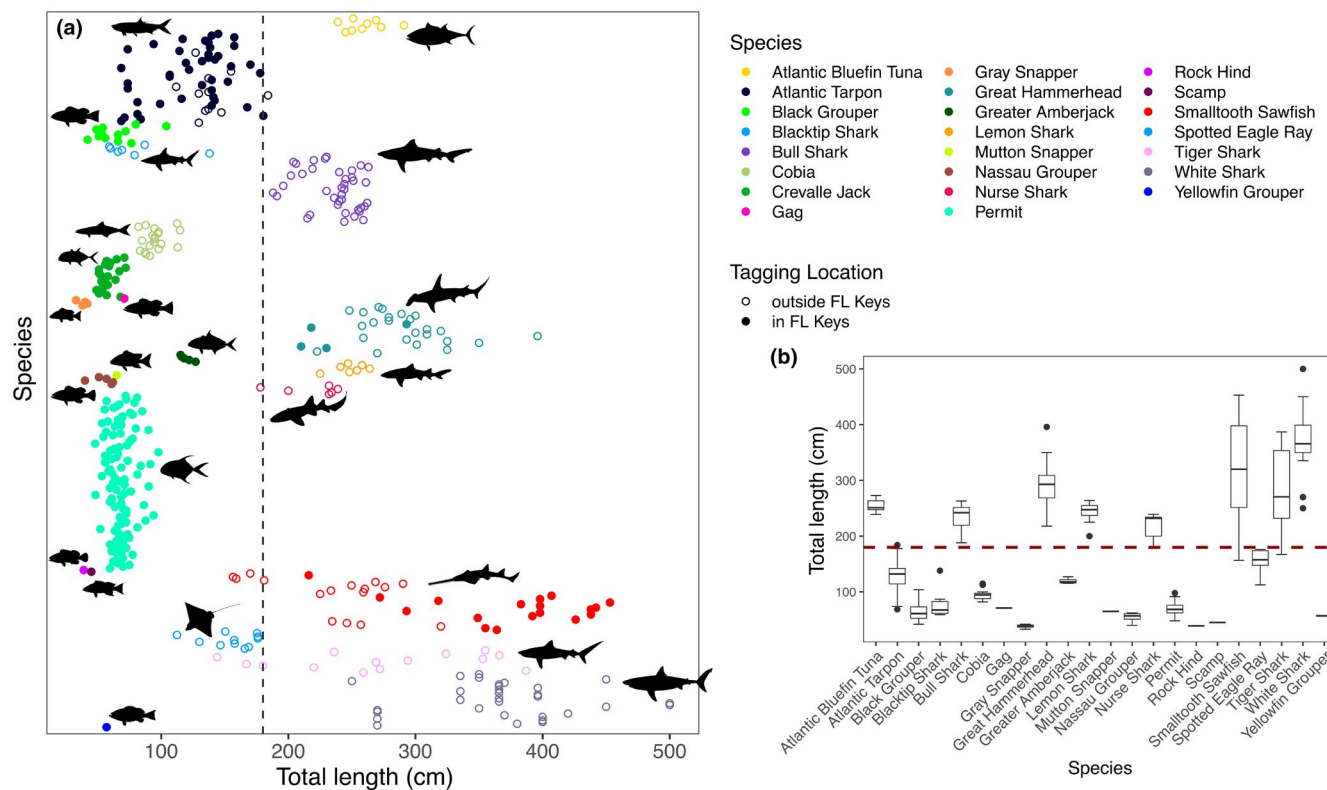 (a)
Species
100
200
300
400
500
Total length (cm)
Species
Atlantic Bluefin Tuna
Atlantic Tarpon
Black Grouper
Blacktip Shark
Bull Shark
Cobia
Crevalle Jack
Gag
Gray Snapper
Great Hammerhead
Greater Amberjack
Lemon Shark
Mutton Snapper
Nassau Grouper
Nurse Shark
Permit
Rock Hind
Scamp
Smalltooth Sawfish
Spotted Eagle Ray
Tiger Shark
White Shark
Yellowfin Grouper
Tagging Location
outside FL Keys
in FL Keys
(b)
Total length (cm)
500
400
300
200
100
Atlantic Bluefin Tuna
Atlantic Tarpon
Black Grouper
Blacktip Shark
Bull Shark
Cobia
Gag
Gray Snapper
Great Hammerhead
Greater Amberjack
Lemon Shark
Mutton Snapper
Nassau Grouper
Nurse Shark
Permit
Rock Hind
Scamp
Smalltooth Sawfish
Spotted Eagle Ray
Tiger Shark
White Shark
Yellowfin Grouper
Species